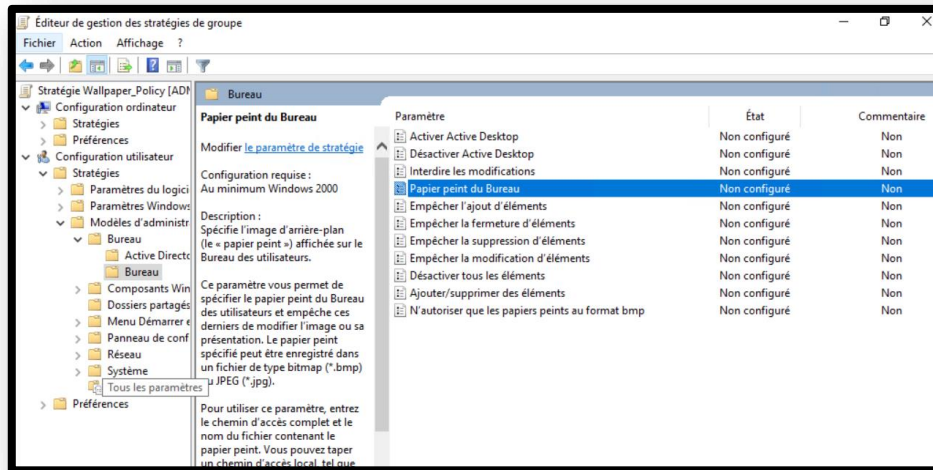 Éditeur de gestion des stratégies de groupe
Fichier Action Affichage ?
Stratégie Wallpaper_Policy [ADM
Configuration ordinateur
Stratégies
Préférences
Configuration utilisateur
Stratégies
Paramètres du logici
Paramètres Windows
Modèles d'administr
Bureau
Active Directo
Bureau
Composants Win
Dossiers partagés
Menu Démarrer e
Panneau de conf
Réseau
Système
Tous les paramètres
Préférences
Bureau
Papier peint du Bureau
Modifier le paramètre de stratégie
Configuration requise :
Au minimum Windows 2000
Description :
Spécifie l'image d'arrière-plan
(le « papier peint ») affichée sur le
Bureau des utilisateurs.
Ce paramètre vous permet de
spécifier le papier peint du Bureau
des utilisateurs et empêche ces
derniers de modifier l'image ou sa
présentation. Le papier peint
spécifié peut être enregistré dans
un fichier de type bitmap (*.bmp)
ou JPEG (*.jpg).
Pour utiliser ce paramètre, entrez
le chemin d'accès complet et le
nom du fichier contenant le
papier peint. Vous pouvez taper
un chemin d'accès local, tel que
Paramètre État Commentaire
Activer Active Desktop Non configuré Non
Désactiver Active Desktop Non configuré Non
Interdire les modifications Non configuré Non
Papier peint du Bureau Non configuré Non
Empêcher l'ajout d'éléments Non configuré Non
Empêcher la fermeture d'éléments Non configuré Non
Empêcher la suppression d'éléments Non configuré Non
Empêcher la modification d'éléments Non configuré Non
Désactiver tous les éléments Non configuré Non
Ajouter/supprimer des éléments Non configuré Non
N'autoriser que les papiers peints au format bmp Non configuré Non